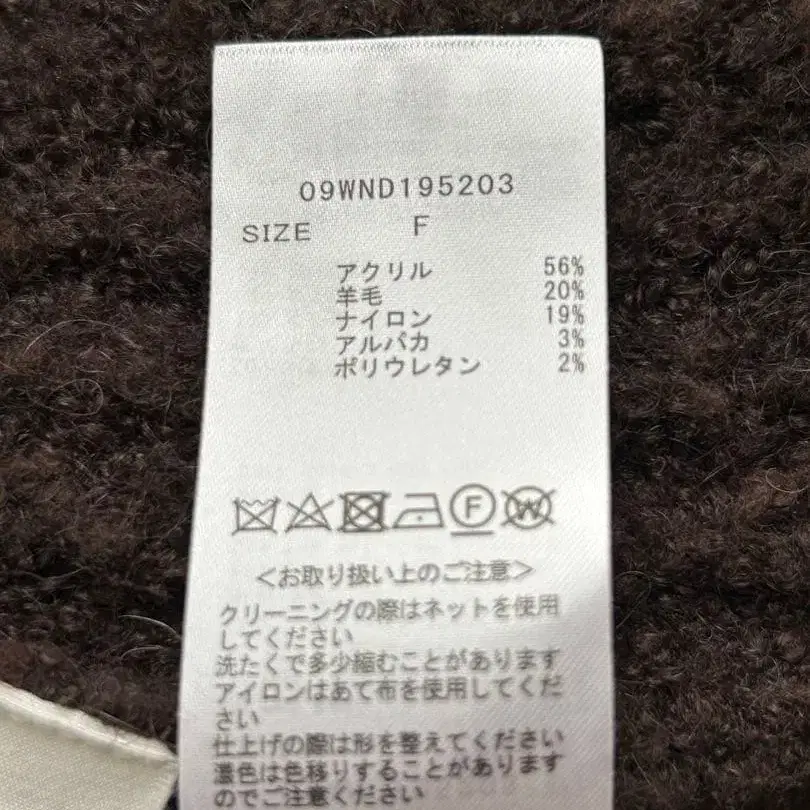 09WND195203
SIZE F
アクリル 56%
羊毛 20%
ナイロン 19%
アルパカ 3%
ポリウレタン 2%
F W
<お取り扱い上のご注意>
クリーニングの際はネットを使用
してください
洗たくで多少縮むことがあります
アイロンはあて布を使用してくだ
さい
仕上げの際は形を整えてください
濃色は色移りすることがあります
のでご注意ください